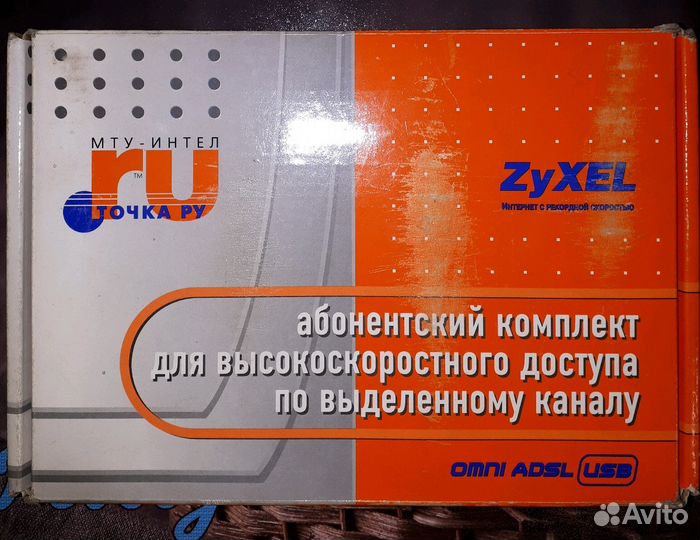 МТУ-ИНТЕЛ
.ru
TM
ТОЧКА РУ
ZyXEL
ИНТЕРНЕТ С РЕКОРДНОЙ СКОРОСТЬЮ
абонентский комплект
для высокоскоростного доступа
по выделенному каналу
OMNI ADSL USB
Avito